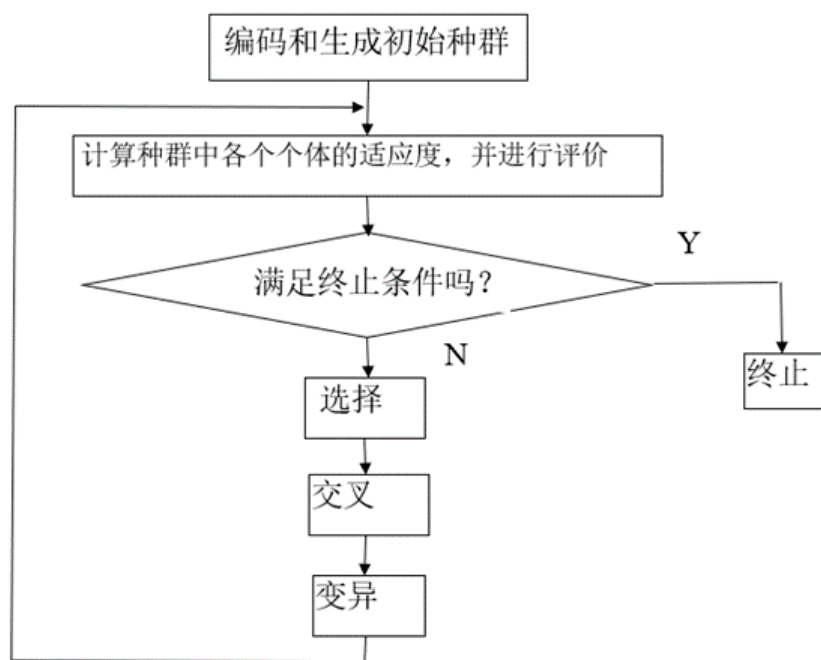 编码和生成初始种群
计算种群中各个个体的适应度，并进行评价
满足终止条件吗？
Y
N
终止
选择
交叉
变异